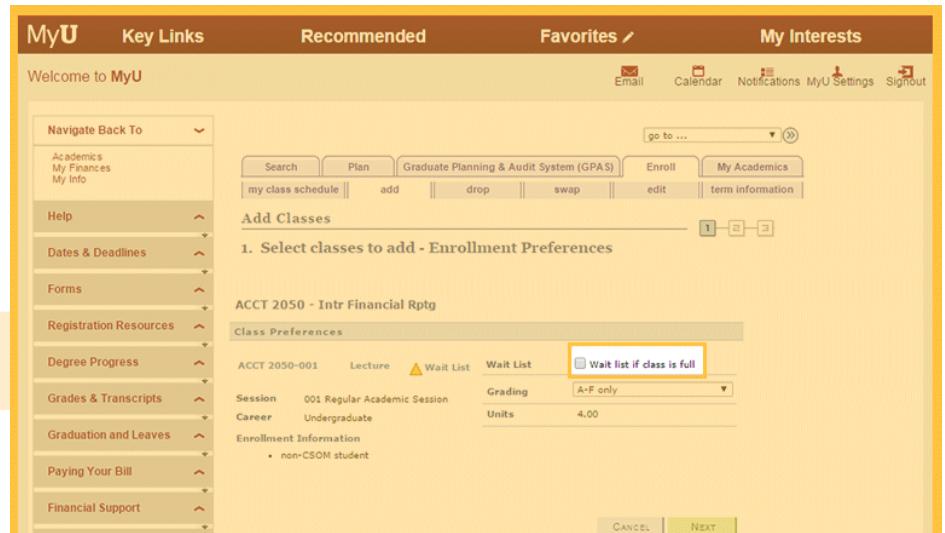 MyU Key Links Recommended Favorites My Interests
Welcome to MyU Email Calendar Notifications MyU Settings Signout
Navigate Back To
Academics
My Finances
My Info
Help
Dates & Deadlines
Forms
Registration Resources
Degree Progress
Grades & Transcripts
Graduation and Leaves
Paying Your Bill
Financial Support
go to ...
Search Plan Graduate Planning & Audit System (GPAS) Enroll My Academics
my class schedule add drop swap edit term information
Add Classes
1 2 3
1. Select classes to add - Enrollment Preferences
ACCT 2050 - Intr Financial Rptg
Class Preferences
ACCT 2050-001 Lecture Wait List Wait List Wait list if class is full
Grading A-F only
Session 001 Regular Academic Session
Units 4.00
Career Undergraduate
Enrollment Information
• non-CSOM student
CANCEL NEXT